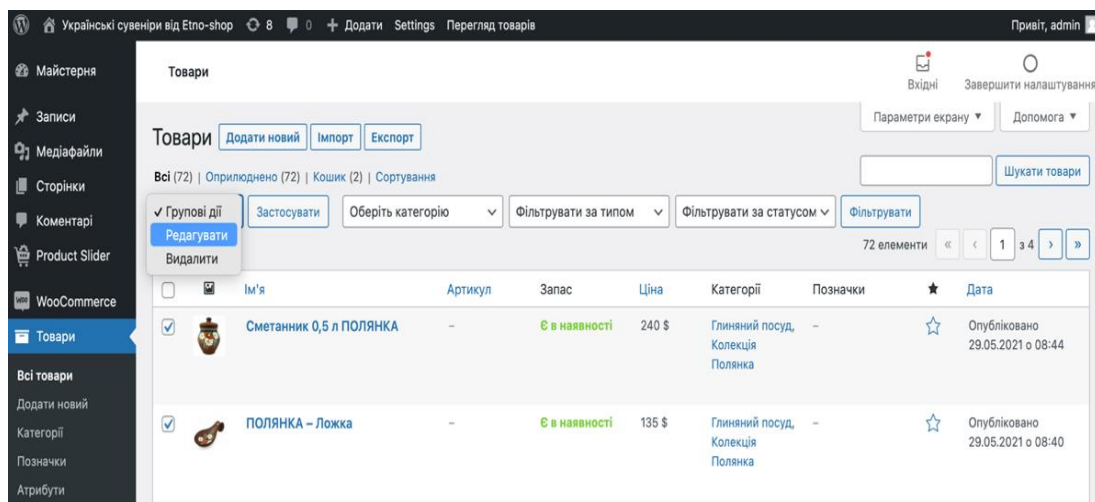 Українські сувеніри від Etno-shop 8 0 + Додати Settings Перегляд товарів Привіт, admin
Майстерня
Записи
Медіафайли
Сторінки
Коментарі
Product Slider
WooCommerce
Товари
Всі товари
Додати новий
Категорії
Позначки
Атрибути
Товари
Вхідні
Завершити налаштування
Параметри екрану ▼ Допомога ▼
Товари Додати новий Імпорт Експорт
Всі (72) | Оприлюднено (72) | Кошик (2) | Сортування
Шукати товари
✓ Групові дії Застосувати Оберіть категорію Фільтрувати за типом Фільтрувати за статусом Фільтрувати
Редагувати
Видалити
72 елементи « ‹ 1 з 4 › »
Ім'я Артикул Запас Ціна Категорії Позначки ★ Дата
Сметанник 0,5 л ПОЛЯНКА – Є в наявності 240 $ Глиняний посуд, – Опубліковано
Колекція 29.05.2021 о 08:44
Полянка
ПОЛЯНКА – Ложка – Є в наявності 135 $ Глиняний посуд, – Опубліковано
Колекція 29.05.2021 о 08:40
Полянка